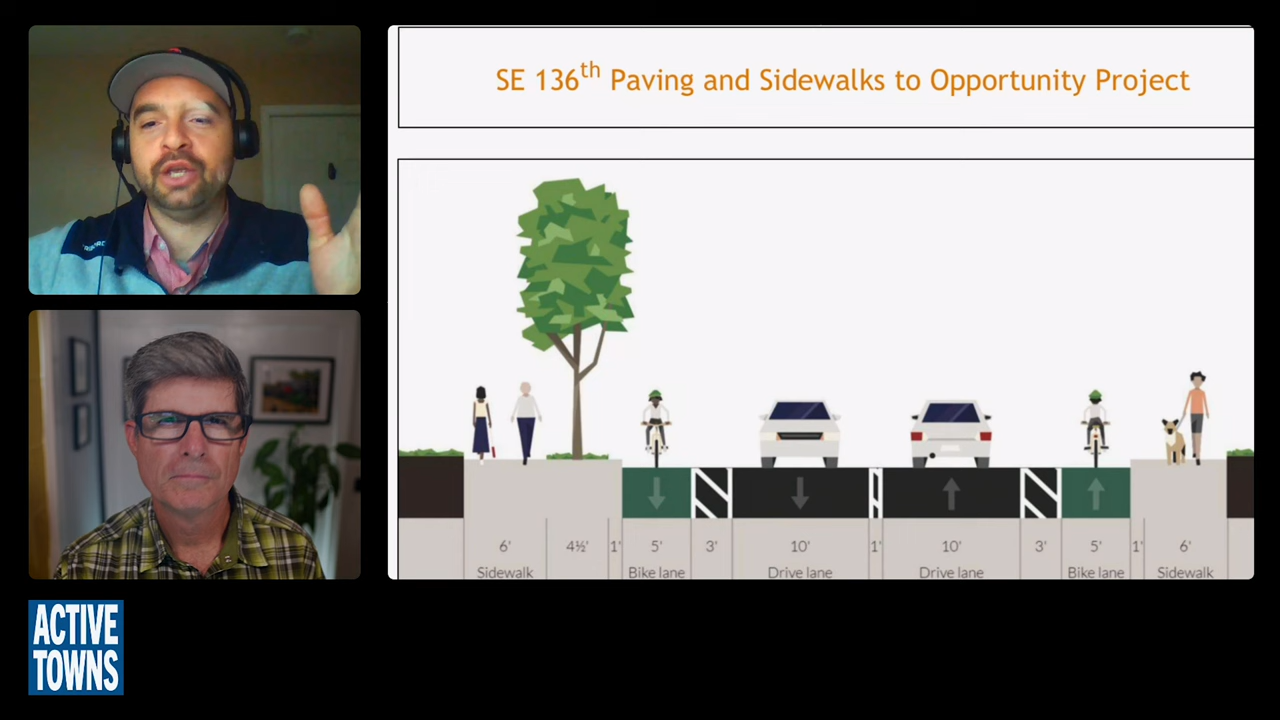 SE 136th Paving and Sidewalks to Opportunity Project
6' 4½' 1' 5' 3' 10' 1' 10' 3' 5' 1' 6'
Sidewalk Bike lane Drive lane Drive lane Bike lane Sidewalk
ACTIVE
TOWNS